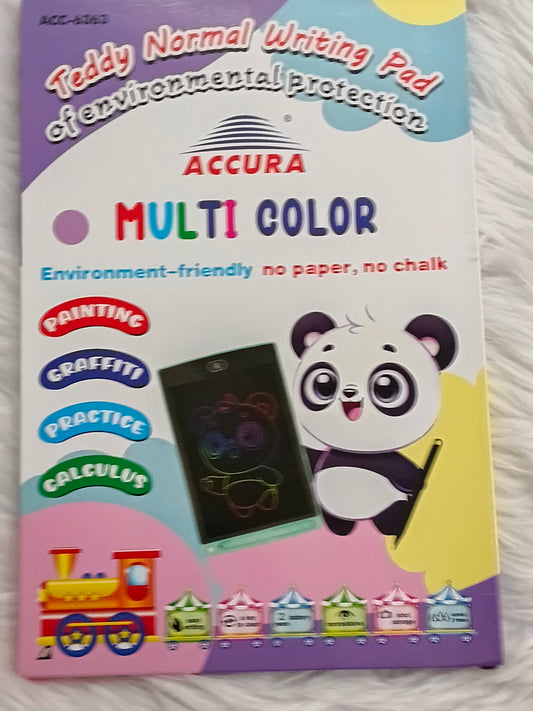 ACC-6363
Teddy Normal Writing Pad
of environmental protection
®
ACCURA
MULTI COLOR
Environment-friendly no paper, no chalk
PAINTING
GRAFFITI
PRACTICE
CALCULUS